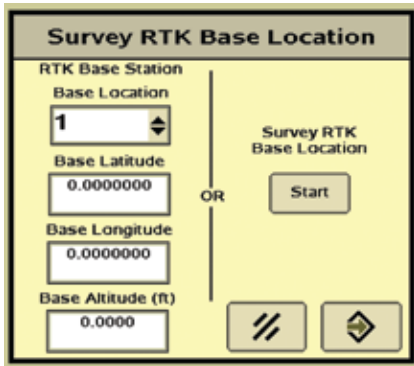 Survey RTK Base Location
RTK Base Station
Base Location
1
Base Latitude
0.0000000
Base Longitude
0.0000000
Base Altitude (ft)
0.0000
OR
Survey RTK
Base Location
Start